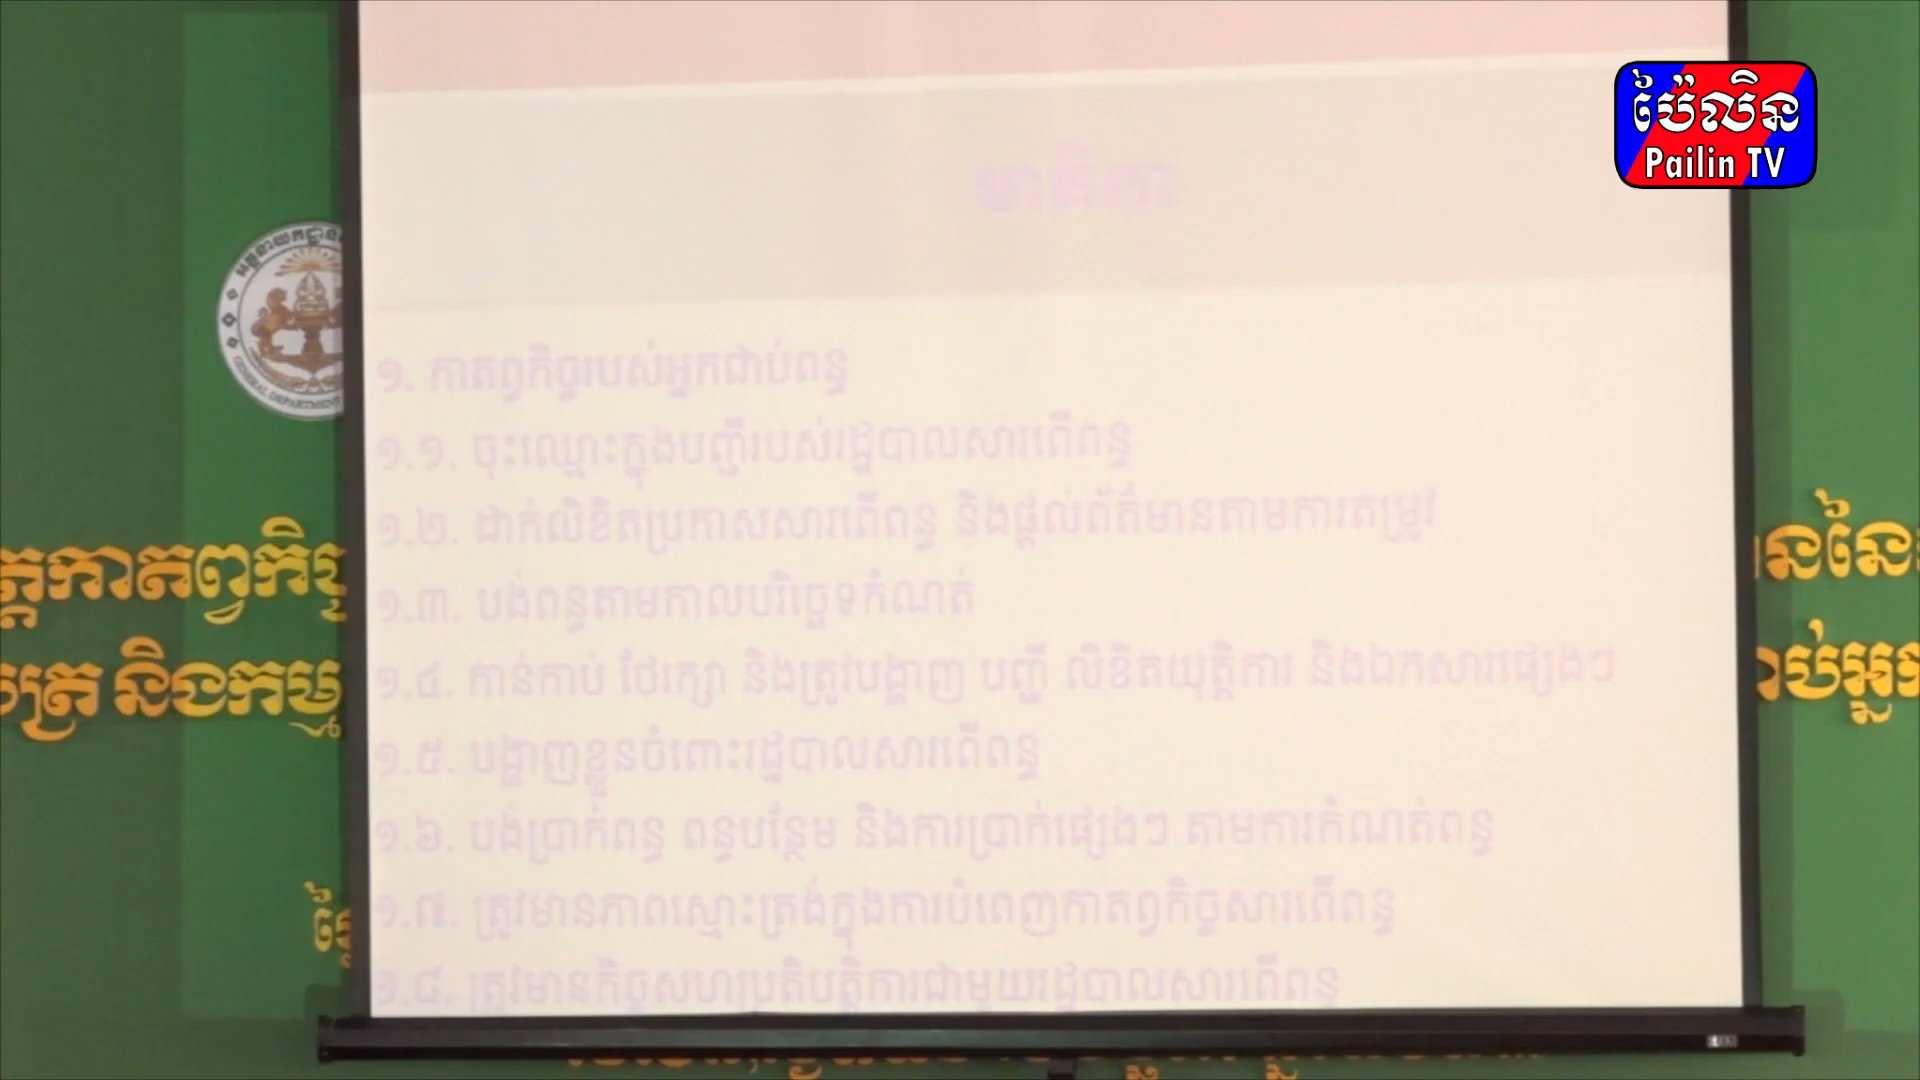 ប៉ៃលិន
Pailin TV
មាតិកា
GENERAL DEPARTMENT
១. កាតព្វកិច្ចរបស់អ្នកជាប់ពន្ធ
១.១. ចុះឈ្មោះក្នុងបញ្ជីរបស់រដ្ឋបាលសារពើពន្ធ
១.២. ដាក់លិខិតប្រកាសសារពើពន្ធ និងផ្តល់ព័ត៌មានតាមការតម្រូវ
១.៣. បង់ពន្ធតាមកាលបរិច្ឆេទកំណត់
១.៤. កាន់កាប់ ថែរក្សា និងត្រូវបង្ហាញ បញ្ជី លិខិតយុត្តិការ និងឯកសារផ្សេងៗ
១.៥. បង្ហាញខ្លួនចំពោះរដ្ឋបាលសារពើពន្ធ
១.៦. បង់ប្រាក់ពន្ធ ពន្ធបន្ថែម និងការប្រាក់ផ្សេងៗ តាមការកំណត់ពន្ធ
១.៧. ត្រូវមានភាពស្មោះត្រង់ក្នុងការបំពេញកាតព្វកិច្ចសារពើពន្ធ
១.៨. ត្រូវមានកិច្ចសហប្រតិបត្តិការជាមួយរដ្ឋបាលសារពើពន្ធ
និងកម្ម